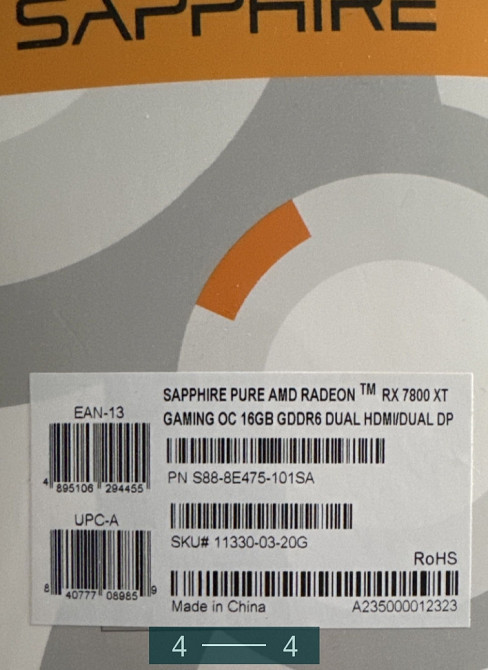 SAPPHIRE
SAPPHIRE PURE AMD RADEON ™ RX 7800 XT
GAMING OC 16GB GDDR6 DUAL HDMI/DUAL DP
EAN-13
4 895106 294455
PN S88-8E475-101SA
UPC-A
8 40777 08985 9
SKU# 11330-03-20G
RoHS
Made in China A235000012323
4 — 4